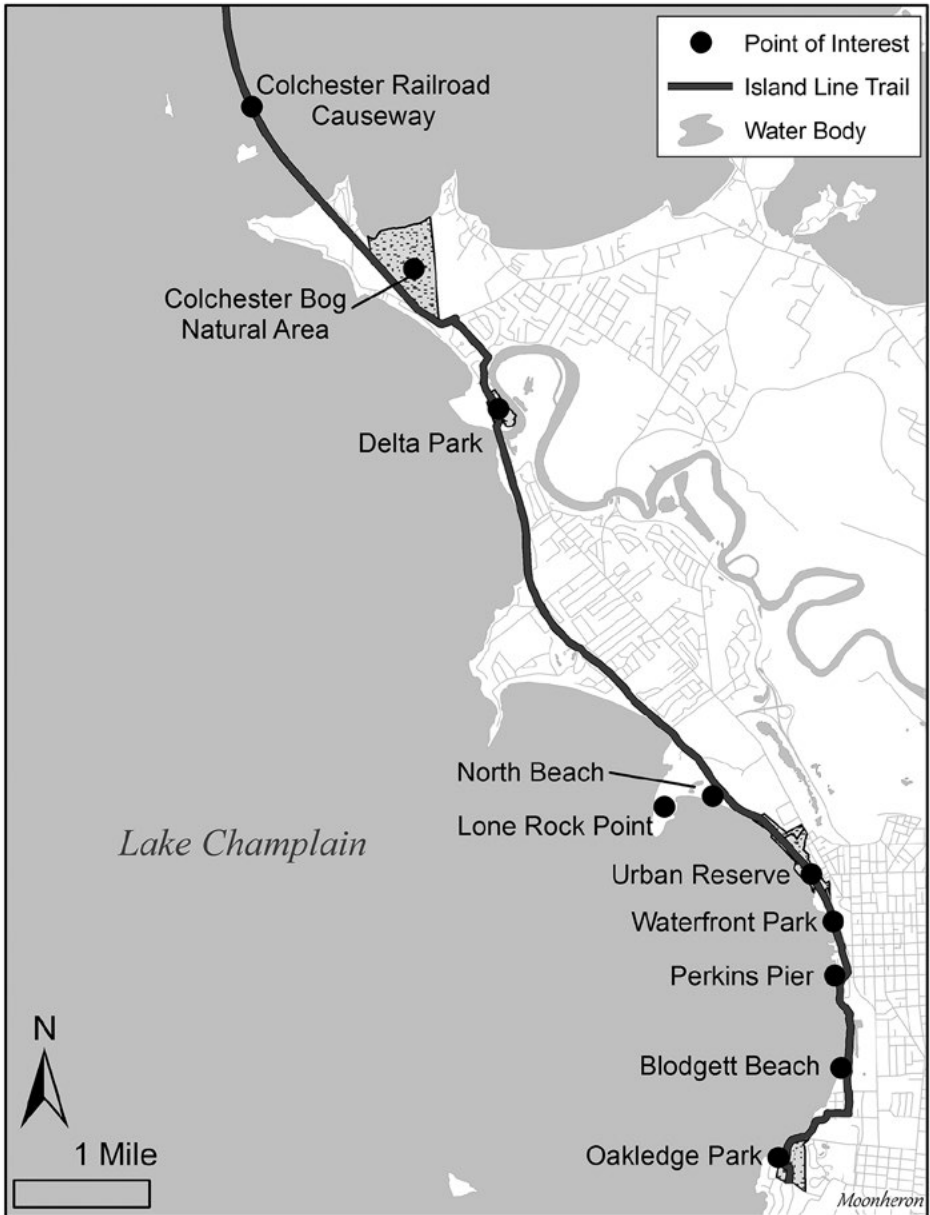 Point of Interest
Island Line Trail
Water Body
Colchester Railroad
Causeway
Colchester Bog
Natural Area
Delta Park
North Beach
Lone Rock Point
Lake Champlain
Urban Reserve
Waterfront Park
Perkins Pier
Blodgett Beach
Oakledge Park
N
1 Mile
Moonheron